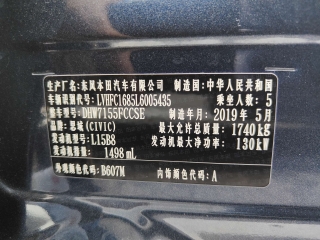 生产厂名:东风本田汽车有限公司 制造国:中华人民共和国
车辆识别代号:LVHFC1685L6005435 乘坐人数:5
整车型号:DHW7155FCCSE 制造年月:2019年5月
品牌:思域(CIVIC) 最大允许总质量:1740kg
发动机型号:L15B8 发动机最大净功率:130kW
发动机排量:1498 mL
外观颜色代码:B607M 内饰颜色代码:A